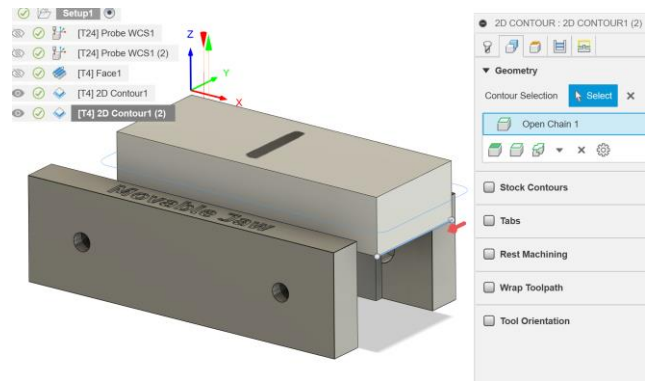 Setup1
[T24] Probe WCS1
[T24] Probe WCS1 (2)
[T4] Face1
[T4] 2D Contour1
[T4] 2D Contour1 (2)
Z
Y
X
Movable Jaw
2D CONTOUR : 2D CONTOUR1 (2)
Geometry
Contour Selection Select
Open Chain 1
Stock Contours
Tabs
Rest Machining
Wrap Toolpath
Tool Orientation